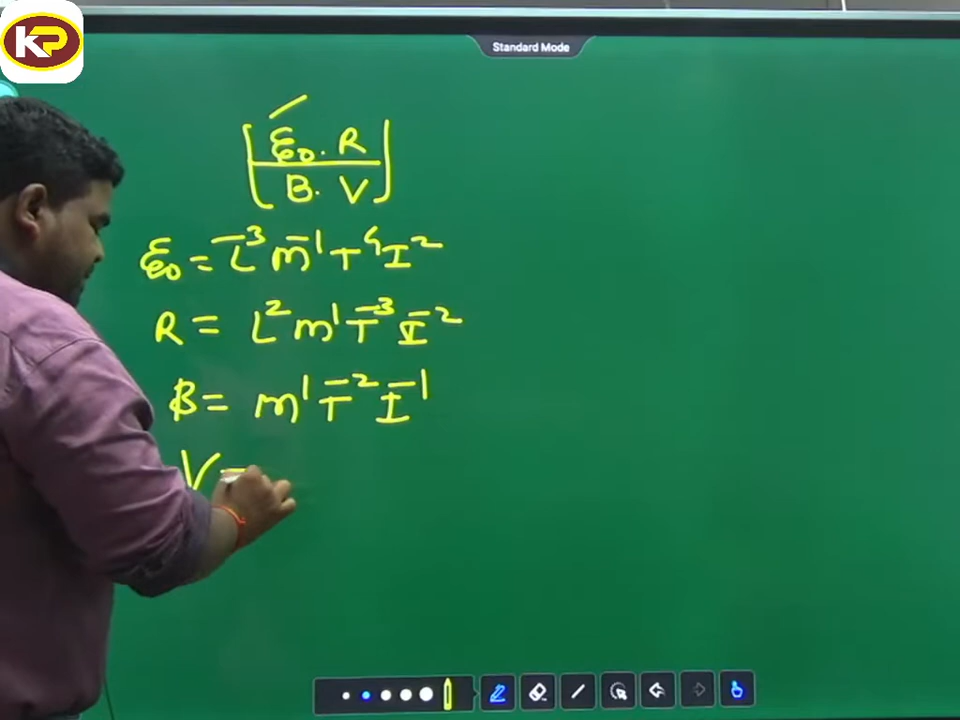 KP
Standard Mode
[ε₀. R / B. V]
ε₀ = L⁻³ M⁻¹ T⁴ I²
R = L² M¹ T⁻³ I⁻²
B = M¹ T⁻² I⁻¹
V =